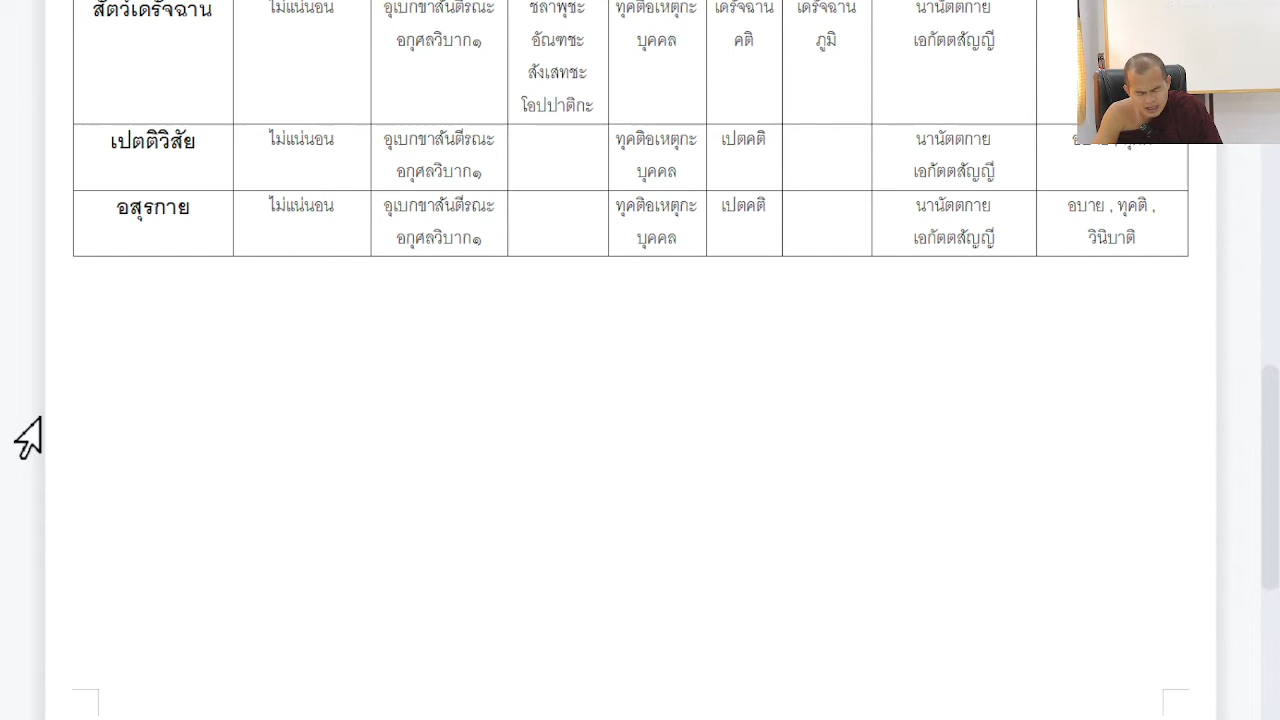 สัตว์เดรัจฉาน ไม่แน่นอน อุเบกขาสันตีรณะ ชลาพุชะ ทุคติอเหตุกะ เดรัจฉาน เดรัจฉาน นานัตตกาย
อกุศลวิบาก๑ อัณฑชะ บุคคล คติ ภูมิ เอกัตตสัญญี
สังเสทชะ
โอปปาติกะ
เปตติวิสัย ไม่แน่นอน อุเบกขาสันตีรณะ ทุคติอเหตุกะ เปตคติ นานัตตกาย
อกุศลวิบาก๑ บุคคล เอกัตตสัญญี
อสุรกาย ไม่แน่นอน อุเบกขาสันตีรณะ ทุคติอเหตุกะ เปตคติ นานัตตกาย อบาย , ทุคติ ,
อกุศลวิบาก๑ บุคคล เอกัตตสัญญี วินิบาติ